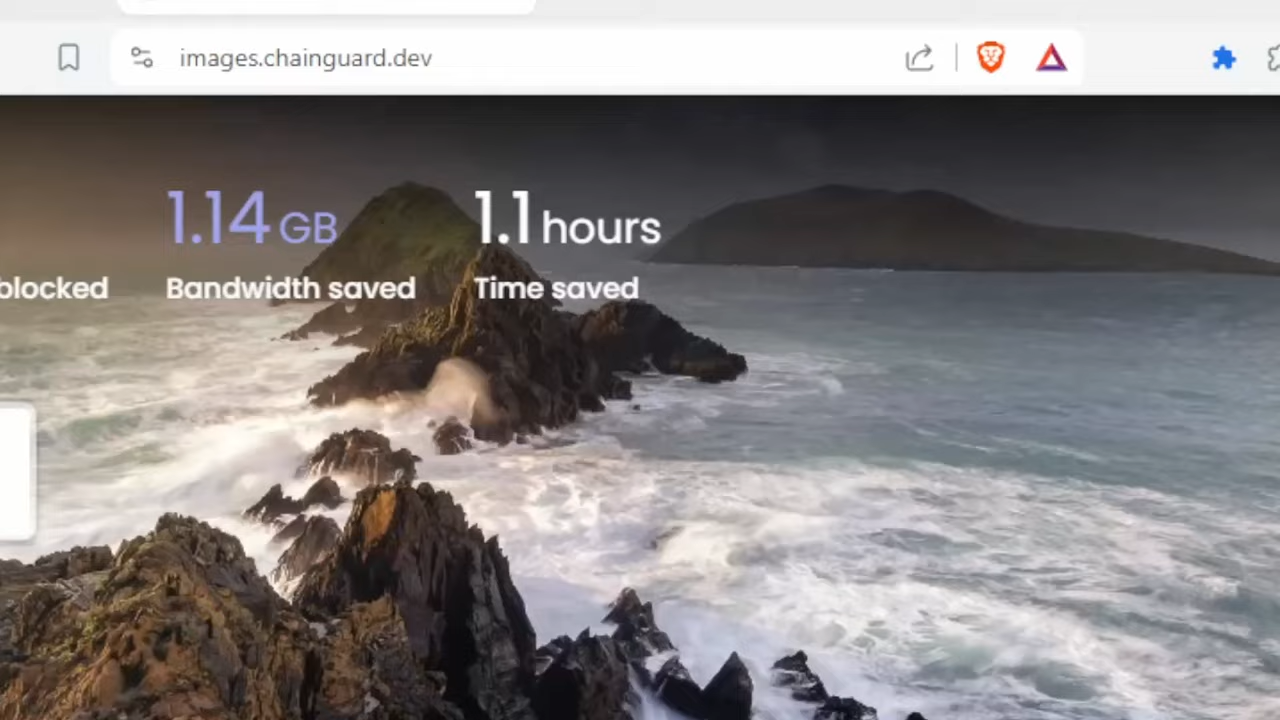 images.chainguard.dev
1.14 GB
1.1 hours
blocked
Bandwidth saved
Time saved